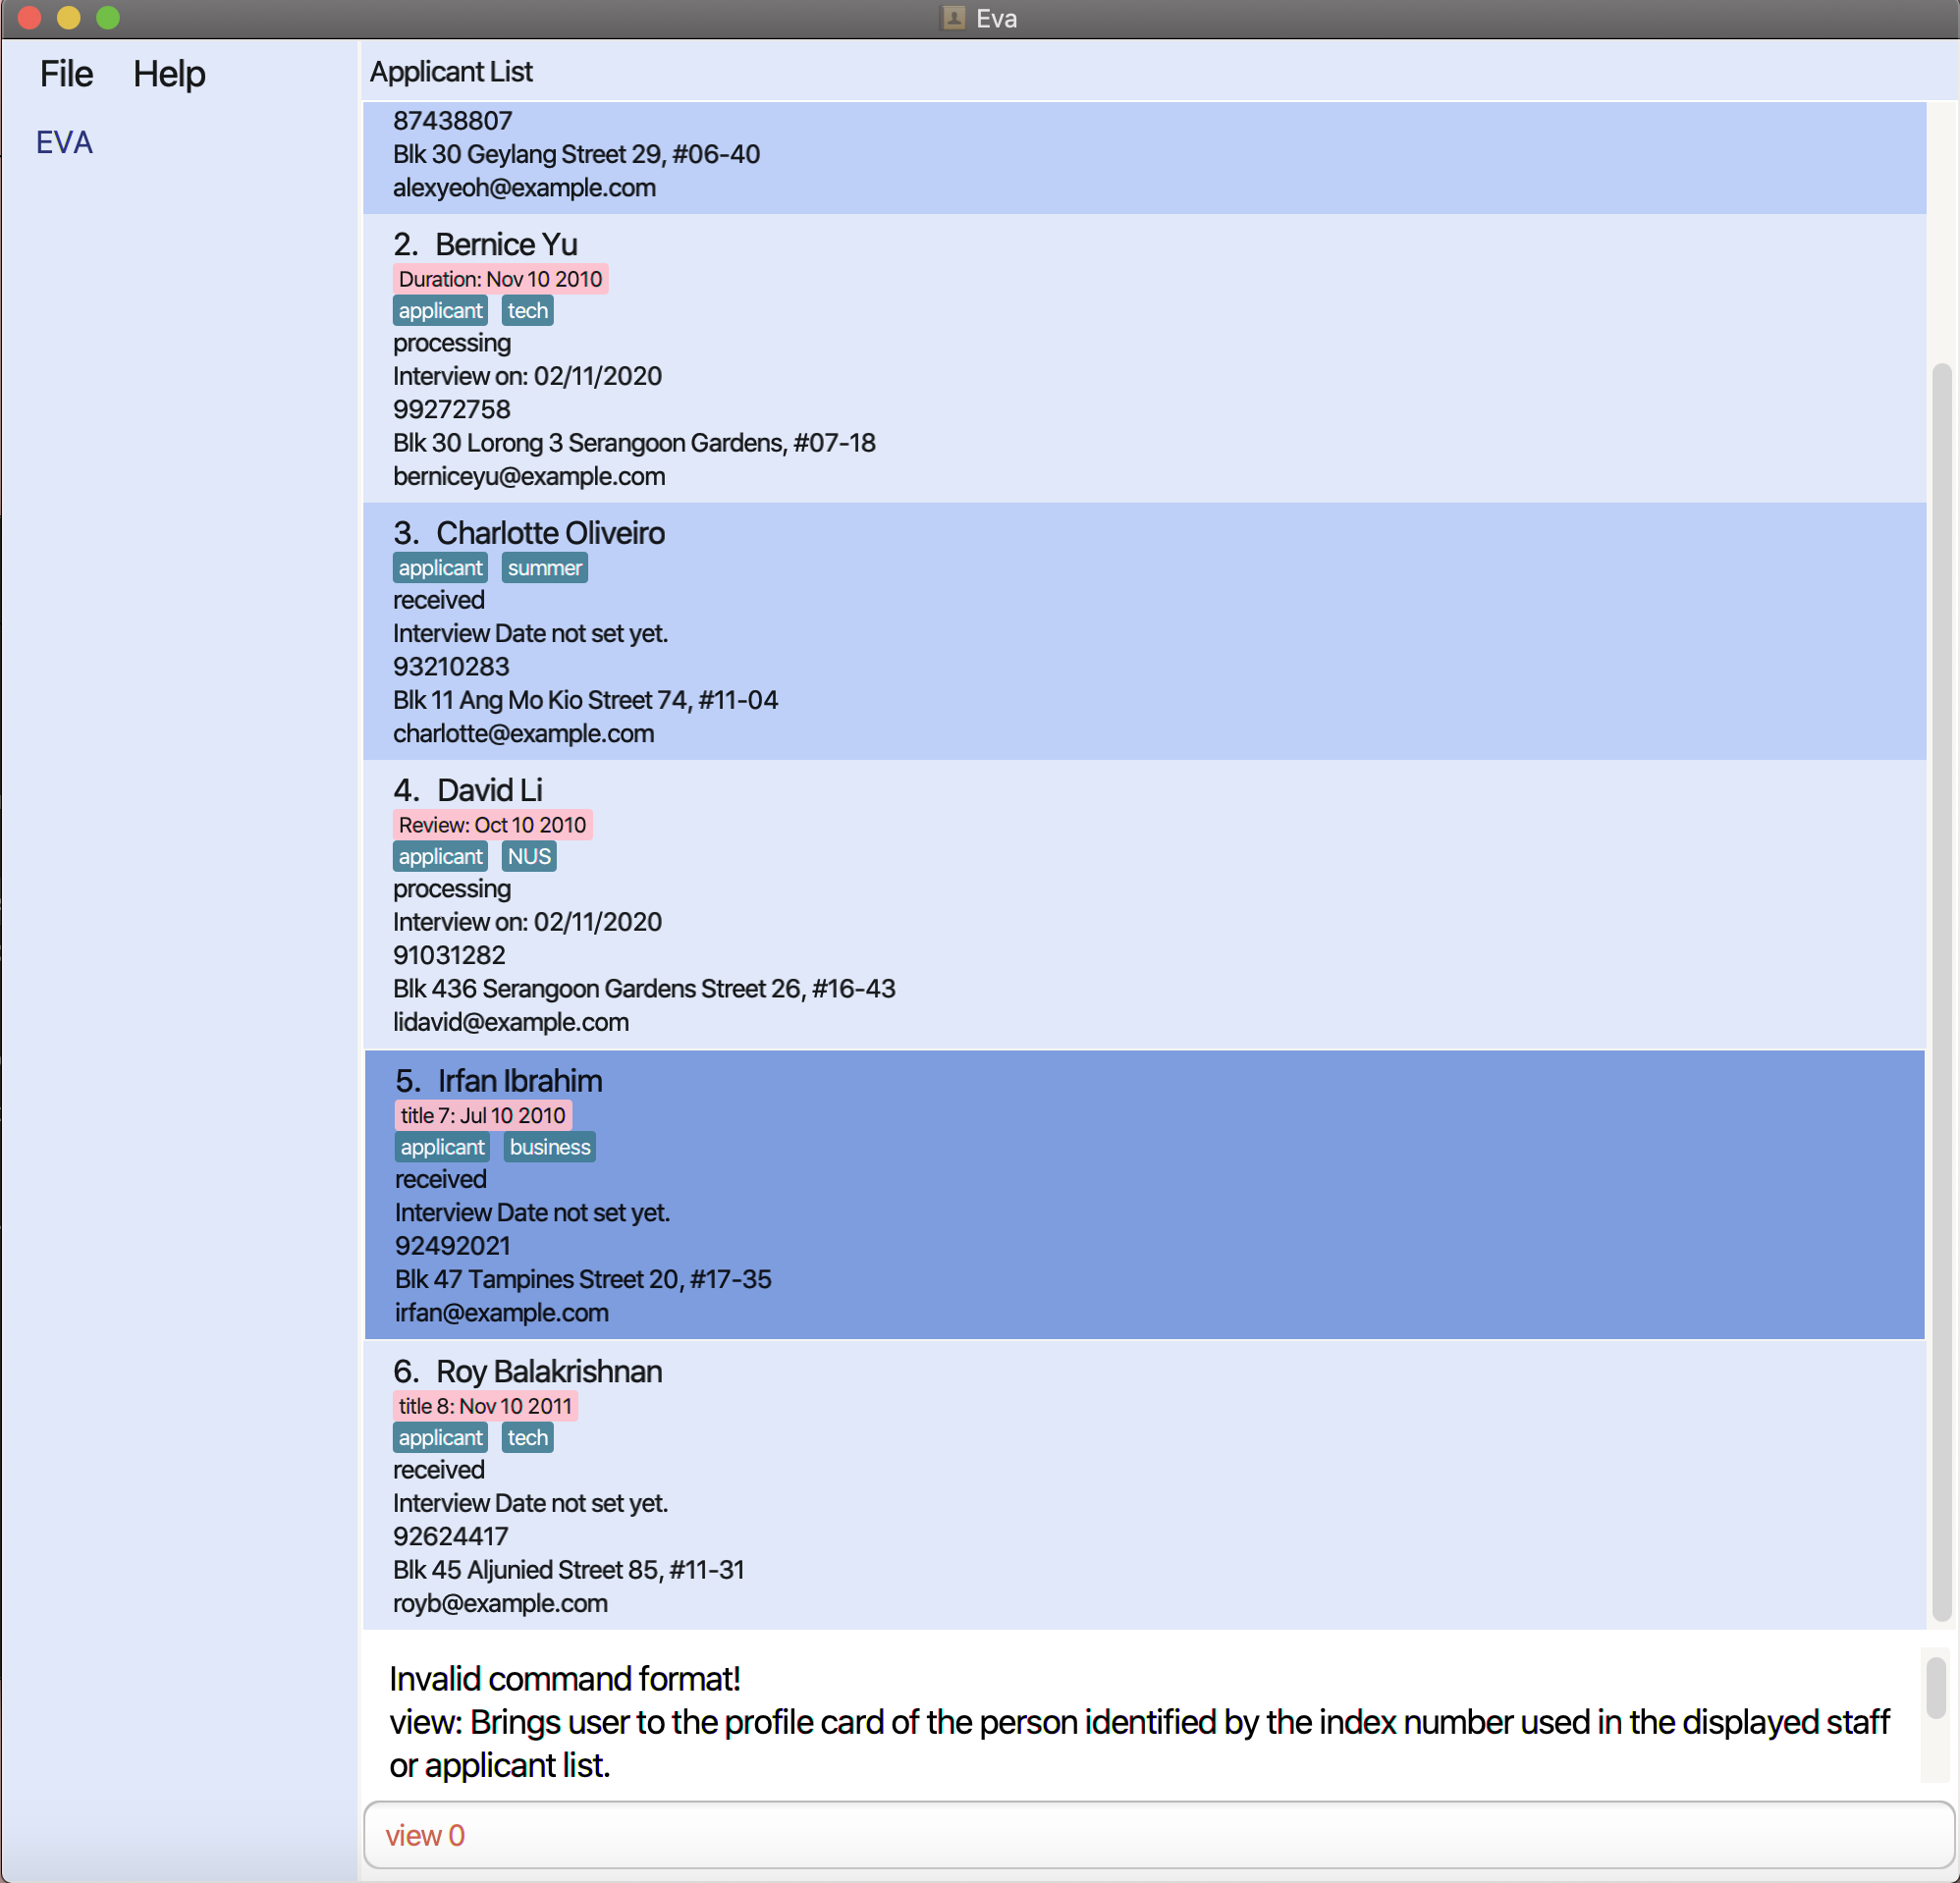 Eva
File Help
EVA
Applicant List
87438807
Blk 30 Geylang Street 29, #06-40
alexyeoh@example.com
2. Bernice Yu
Duration: Nov 10 2010
applicant tech
processing
Interview on: 02/11/2020
99272758
Blk 30 Lorong 3 Serangoon Gardens, #07-18
berniceyu@example.com
3. Charlotte Oliveiro
applicant summer
received
Interview Date not set yet.
93210283
Blk 11 Ang Mo Kio Street 74, #11-04
charlotte@example.com
4. David Li
Review: Oct 10 2010
applicant NUS
processing
Interview on: 02/11/2020
91031282
Blk 436 Serangoon Gardens Street 26, #16-43
lidavid@example.com
5. Irfan Ibrahim
title 7: Jul 10 2010
applicant business
received
Interview Date not set yet.
92492021
Blk 47 Tampines Street 20, #17-35
irfan@example.com
6. Roy Balakrishnan
title 8: Nov 10 2011
applicant tech
received
Interview Date not set yet.
92624417
Blk 45 Aljunied Street 85, #11-31
royb@example.com
Invalid command format!
view: Brings user to the profile card of the person identified by the index number used in the displayed staff
or applicant list.
view 0